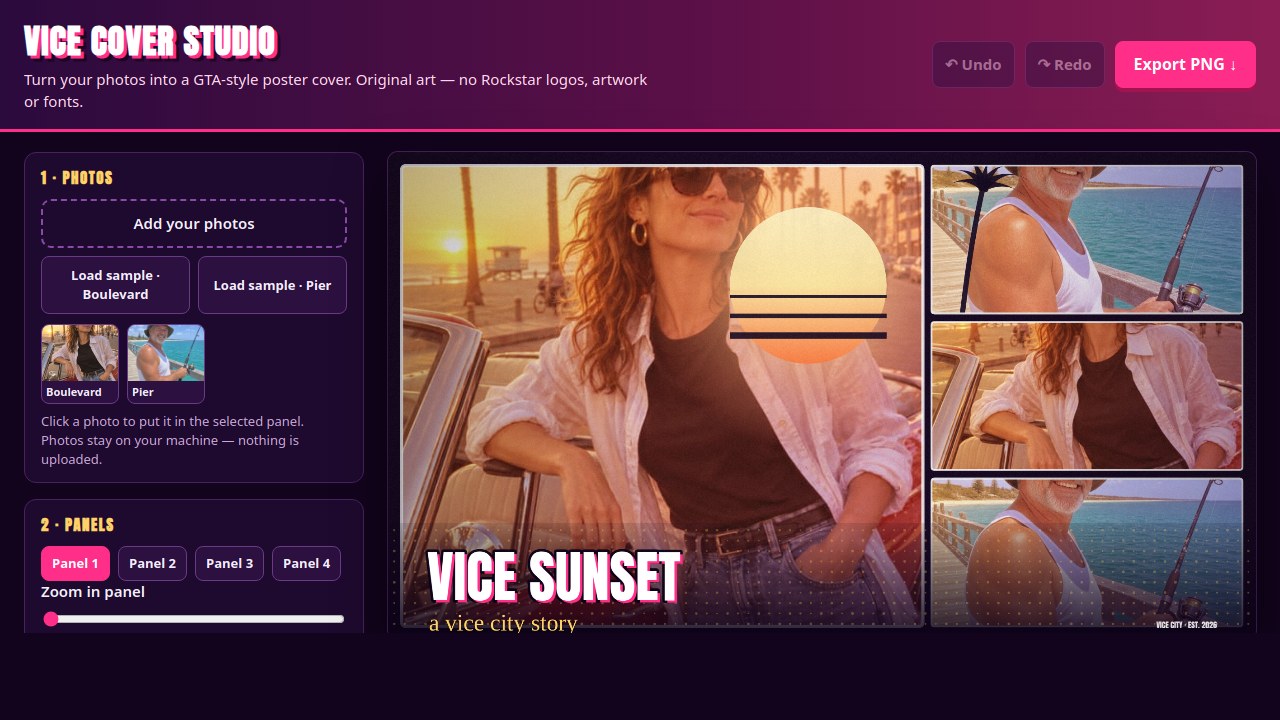 VICE COVER STUDIO
Turn your photos into a GTA-style poster cover. Original art — no Rockstar logos, artwork
or fonts.
↶ Undo
↷ Redo
Export PNG ↓
1 · PHOTOS
Add your photos
Load sample ·
Boulevard
Load sample · Pier
Boulevard
Pier
Click a photo to put it in the selected panel.
Photos stay on your machine — nothing is
uploaded.
2 · PANELS
Panel 1
Panel 2
Panel 3
Panel 4
Zoom in panel
VICE SUNSET
a vice city story
VICE CITY · EST. 2026